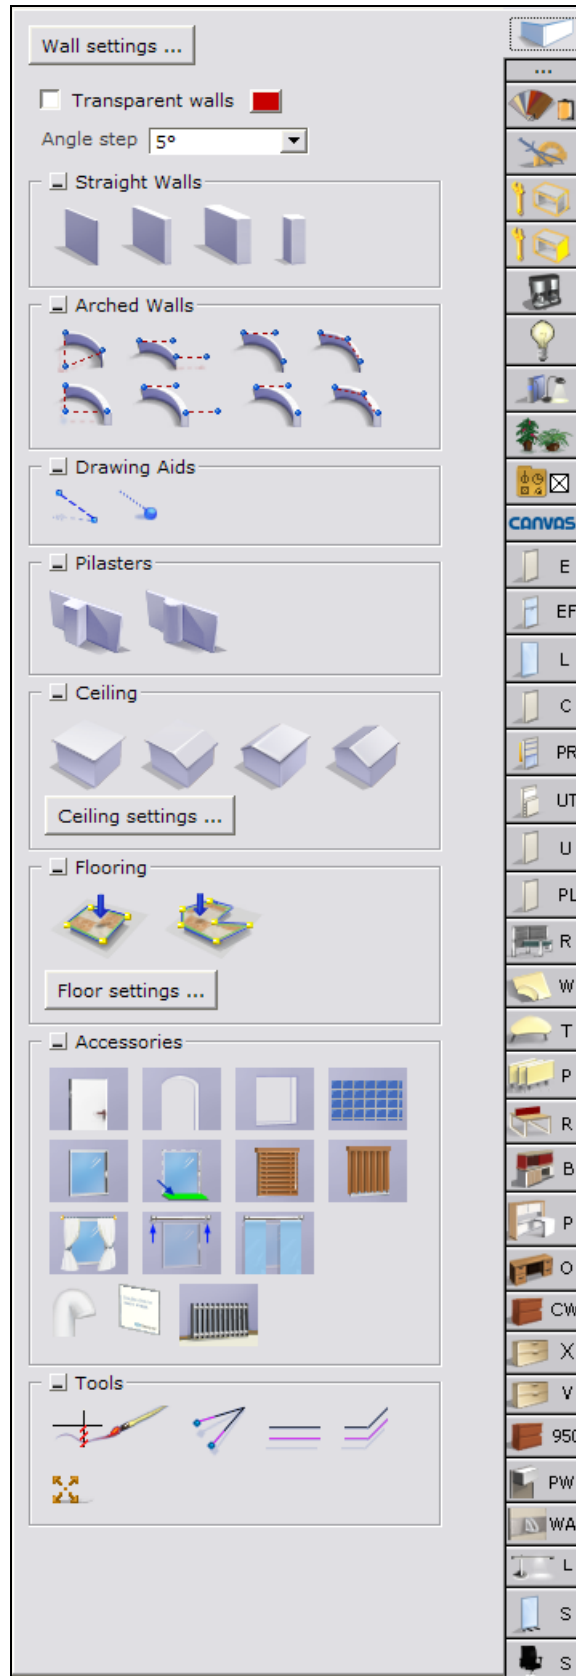 Wall settings ...
...
Transparent walls
Angle step 5°
Straight Walls
Arched Walls
Drawing Aids
canvas
Pilasters
E
EF
L
Ceiling
C
PR
Ceiling settings ...
UT
U
Flooring
PL
R
Floor settings ...
W
Accessories
T
P
R
B
P
O
CW
X
Tools
V
950
PW
WA
L
S
S